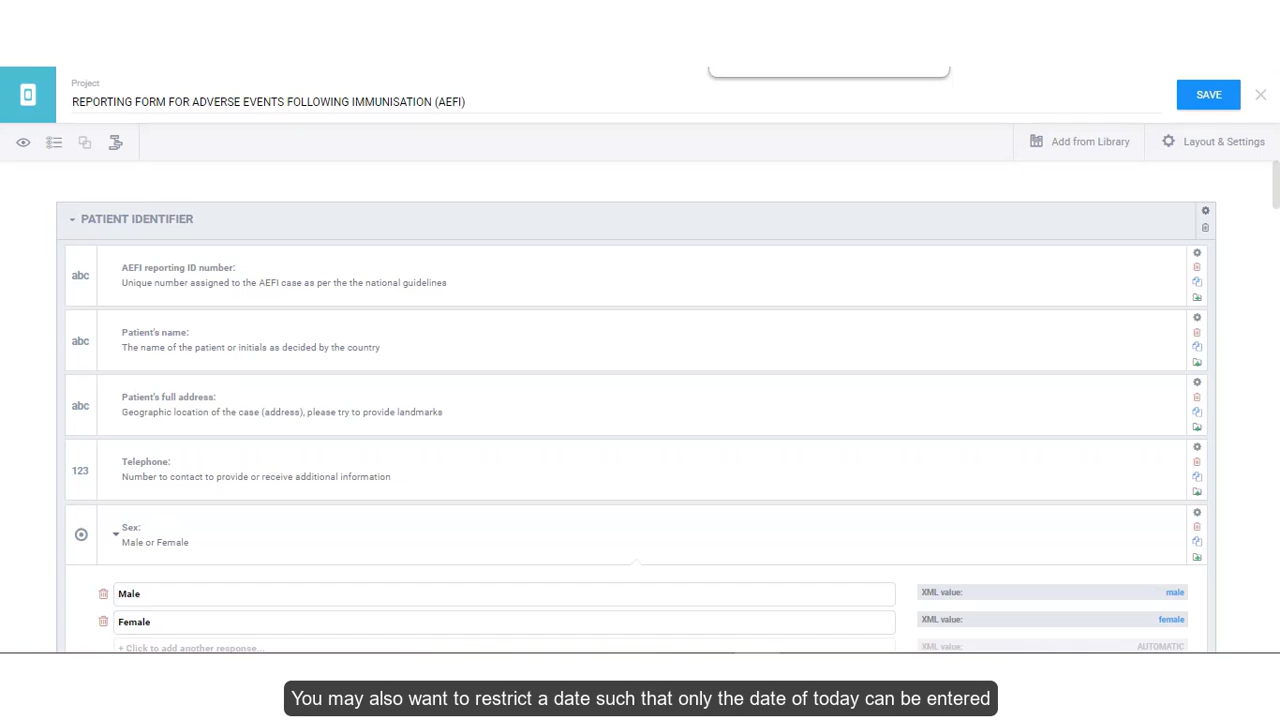 Project
REPORTING FORM FOR ADVERSE EVENTS FOLLOWING IMMUNISATION (AEFI)
SAVE
Add from Library
Layout & Settings
PATIENT IDENTIFIER
abc
AEFI reporting ID number:
Unique number assigned to the AEFI case as per the the national guidelines
abc
Patient's name:
The name of the patient or initials as decided by the country
abc
Patient's full address:
Geographic location of the case (address), please try to provide landmarks
123
Telephone:
Number to contact to provide or receive additional information
Sex:
Male or Female
Male
XML value: male
Female
XML value: female
+ Click to add another response...
XML value: AUTOMATIC
You may also want to restrict a date such that only the date of today can be entered